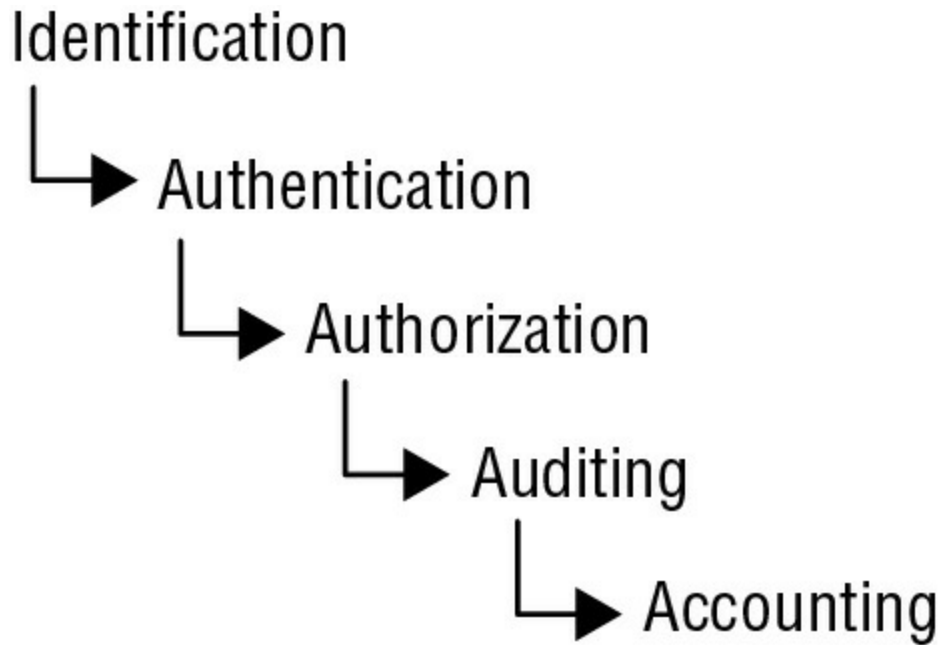 Identification
Authentication
Authorization
Auditing
Accounting